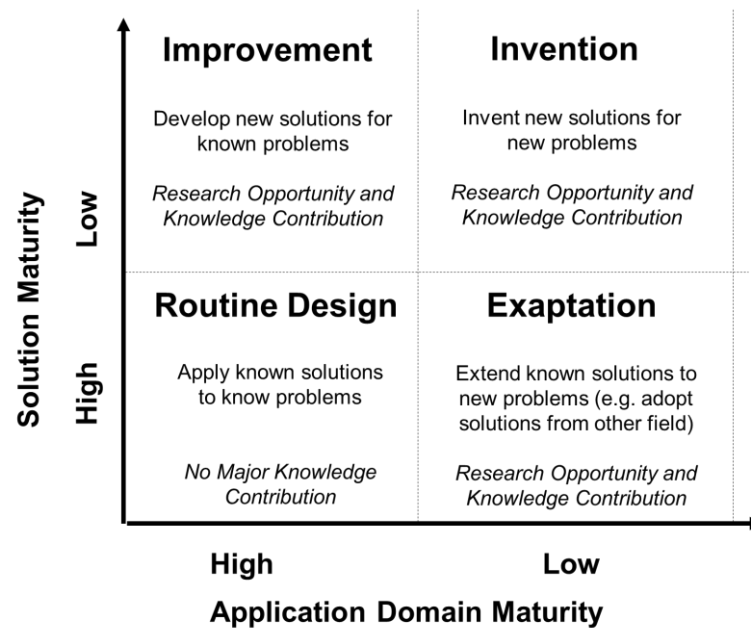 Improvement
Develop new solutions for
known problems
Research Opportunity and
Knowledge Contribution
Invention
Invent new solutions for
new problems
Research Opportunity and
Knowledge Contribution
Routine Design
Apply known solutions
to know problems
No Major Knowledge
Contribution
Exaptation
Extend known solutions to
new problems (e.g. adopt
solutions from other field)
Research Opportunity and
Knowledge Contribution
Solution Maturity
Low
High
High
Low
Application Domain Maturity